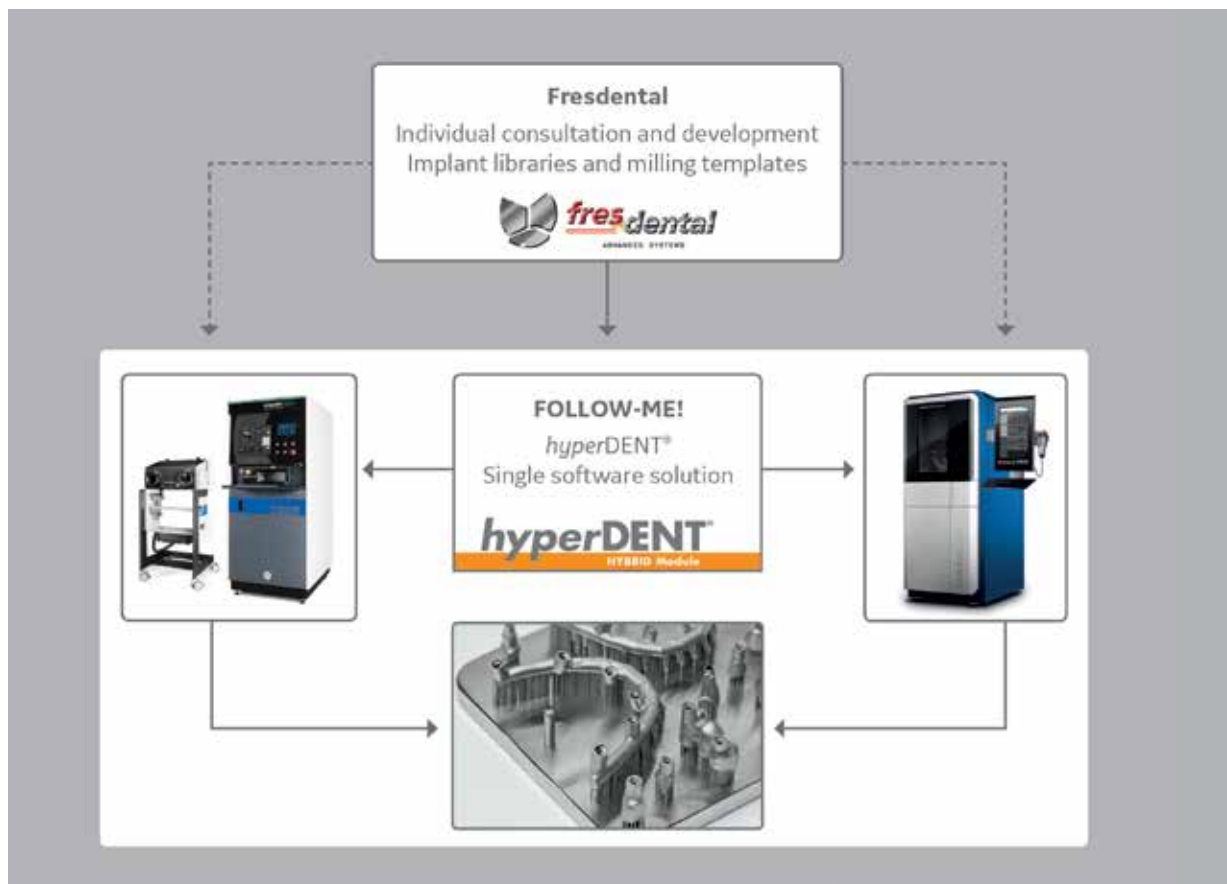 Fresdental
Individual consultation and development
Implant libraries and milling templates
fresdental
ADVANCED SYSTEMS
FOLLOW-ME!
hyperDENT®
Single software solution
hyperDENT®
HYBRID Module